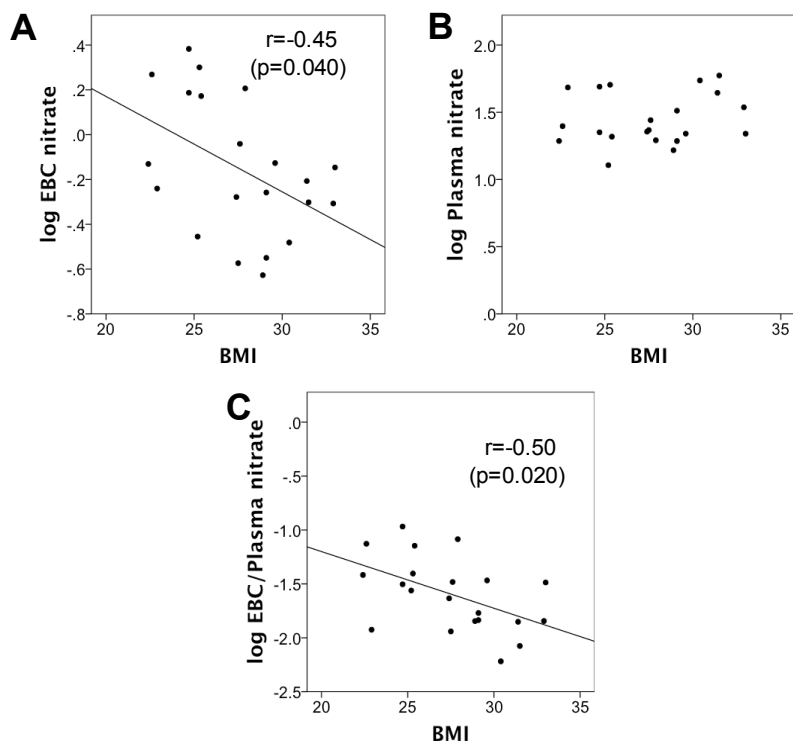 A
r=-0.45
(p=0.040)
log EBC nitrate
.4
.2
.0
-.2
-.4
-.6
-.8
20 25 30 35
BMI
B
log Plasma nitrate
2.0
1.5
1.0
.5
.0
20 25 30 35
BMI
C
r=-0.50
(p=0.020)
log EBC/Plasma nitrate
.0
-.5
-1.0
-1.5
-2.0
-2.5
20 25 30 35
BMI